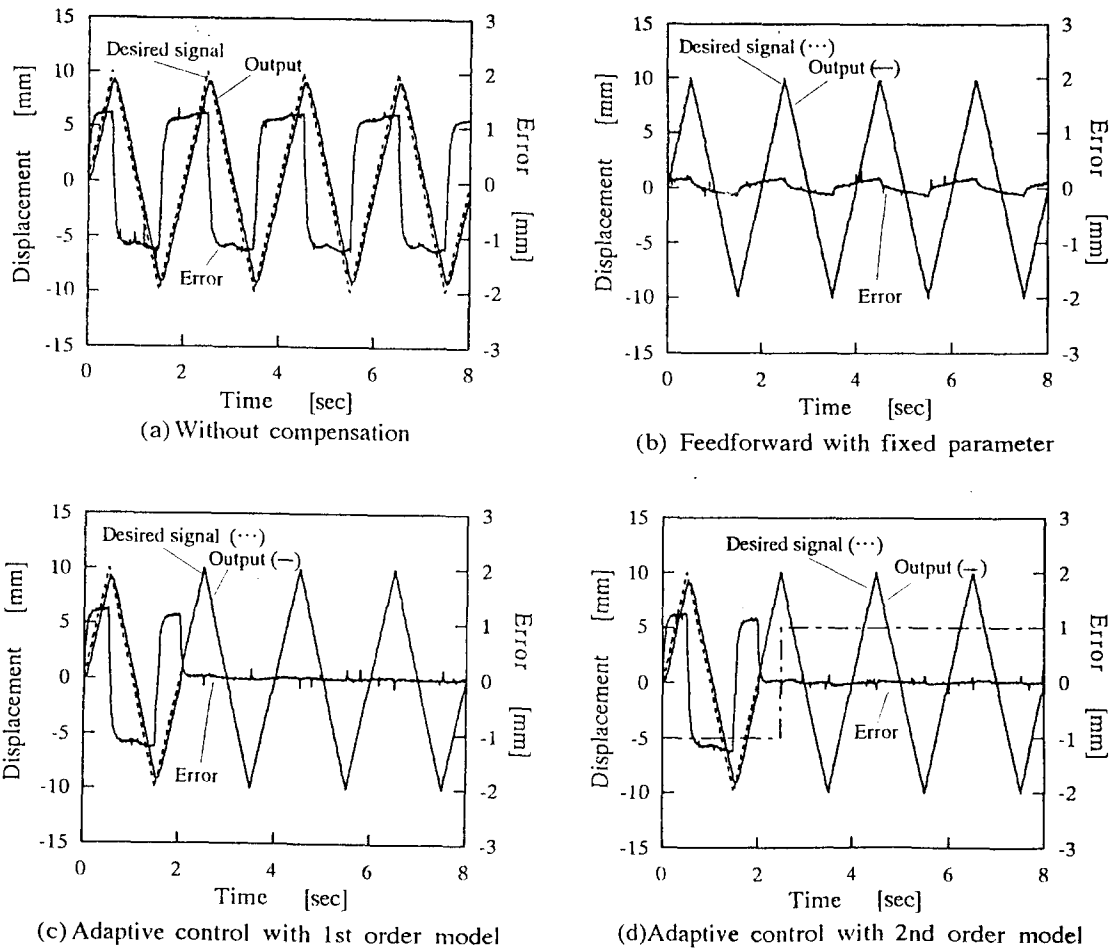 15
10
5
0
-5
-10
-15
Displacement [mm]
3
2
1
0
-1
-2
-3
Error [mm]
Desired signal
Output
Error
0 2 4 6 8
Time [sec]
(a) Without compensation
15
10
5
0
-5
-10
-15
Displacement [mm]
3
2
1
0
-1
-2
-3
Error [mm]
Desired signal (···)
Output (—)
Error
0 2 4 6 8
Time [sec]
(b) Feedforward with fixed parameter
15
10
5
0
-5
-10
-15
Displacement [mm]
3
2
1
0
-1
-2
-3
Error [mm]
Desired signal (···)
Output (—)
Error
0 2 4 6 8
Time [sec]
(c) Adaptive control with 1st order model
15
10
5
0
-5
-10
-15
Displacement [mm]
3
2
1
0
-1
-2
-3
Error [mm]
Desired signal (···)
Output (—)
Error
0 2 4 6 8
Time [sec]
(d)Adaptive control with 2nd order model